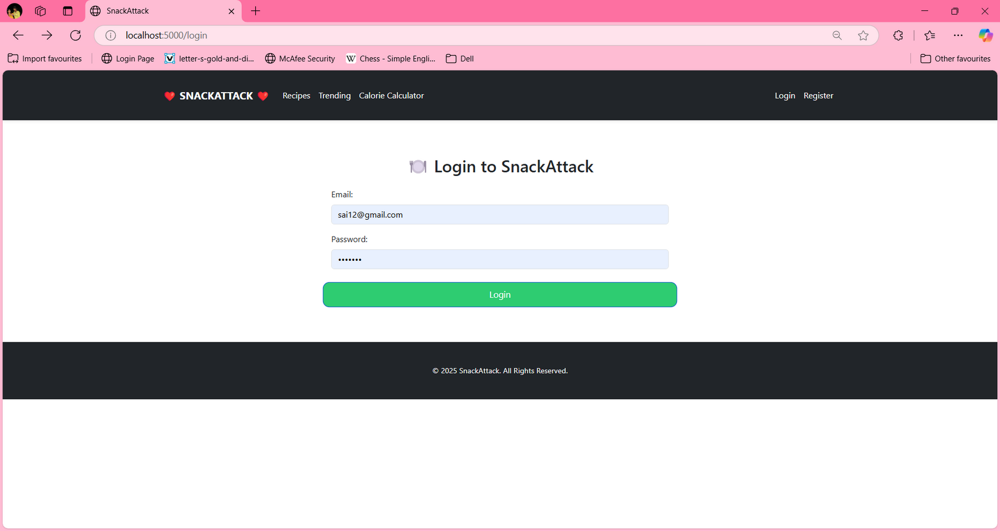 SnackAttack
localhost:5000/login
Import favourites
Login Page
letter-s-gold-and-di...
McAfee Security
Chess - Simple Engli...
Dell
Other favourites
❤️ SNACKATTACK ❤️ Recipes Trending Calorie Calculator Login Register
🍽️ Login to SnackAttack
Email:
sai12@gmail.com
Password:
•••••••
Login
© 2025 SnackAttack. All Rights Reserved.